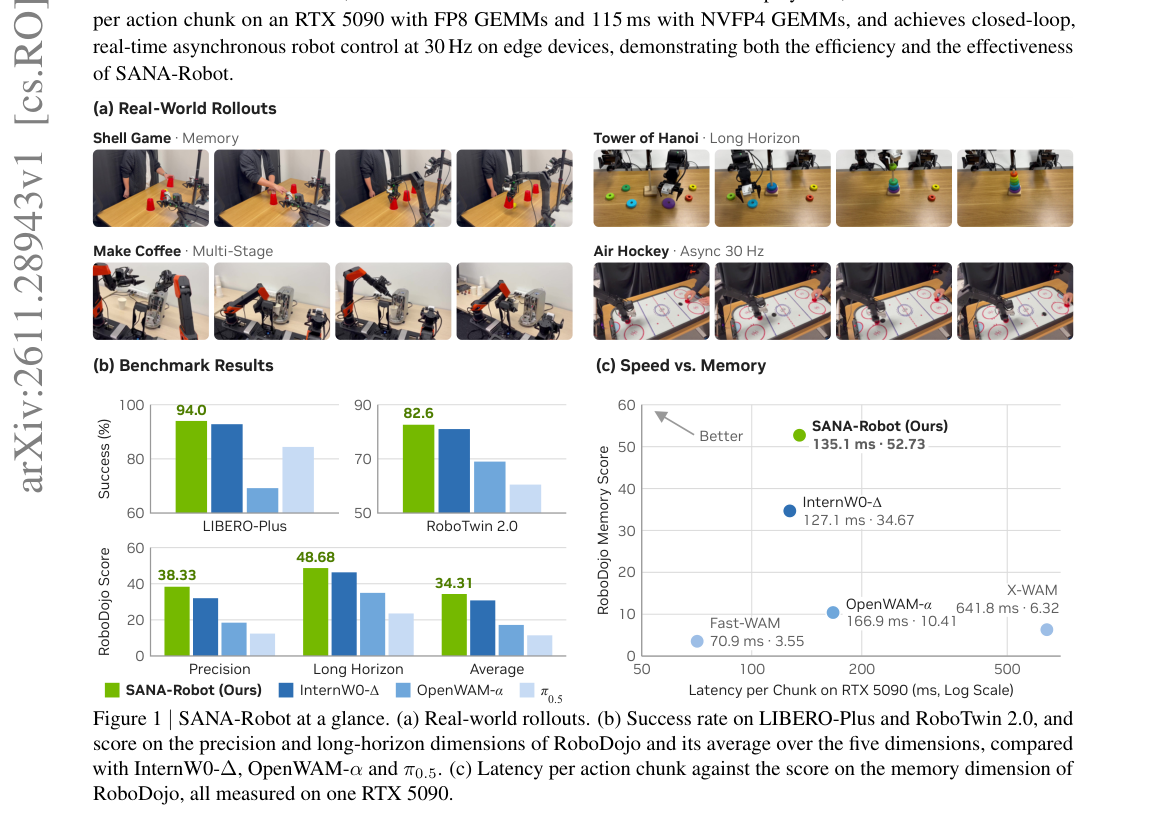 arXiv:2611.28943v1 [cs.RO]
per action chunk on an RTX 5090 with FP8 GEMMs and 115 ms with NVFP4 GEMMs, and achieves closed-loop,
real-time asynchronous robot control at 30 Hz on edge devices, demonstrating both the efficiency and the effectiveness
of SANA-Robot.
(a) Real-World Rollouts
Shell Game · Memory
Tower of Hanoi · Long Horizon
Make Coffee · Multi-Stage
Air Hockey · Async 30 Hz
(b) Benchmark Results
Success (%)
100
80
60
94.0
LIBERO-Plus
90
70
50
82.6
RoboTwin 2.0
RoboDojo Score
60
40
20
0
38.33
48.68
34.31
Precision
Long Horizon
Average
SANA-Robot (Ours)
InternW0-Δ
OpenWAM-α
π0.5
(c) Speed vs. Memory
RoboDojo Memory Score
60
50
40
30
20
10
0
Better
SANA-Robot (Ours)
135.1 ms · 52.73
InternW0-Δ
127.1 ms · 34.67
X-WAM
641.8 ms · 6.32
OpenWAM-α
166.9 ms · 10.41
Fast-WAM
70.9 ms · 3.55
50
100
200
500
Latency per Chunk on RTX 5090 (ms, Log Scale)
Figure 1 | SANA-Robot at a glance. (a) Real-world rollouts. (b) Success rate on LIBERO-Plus and RoboTwin 2.0, and
score on the precision and long-horizon dimensions of RoboDojo and its average over the five dimensions, compared
with InternW0-Δ, OpenWAM-α and π0.5. (c) Latency per action chunk against the score on the memory dimension of
RoboDojo, all measured on one RTX 5090.